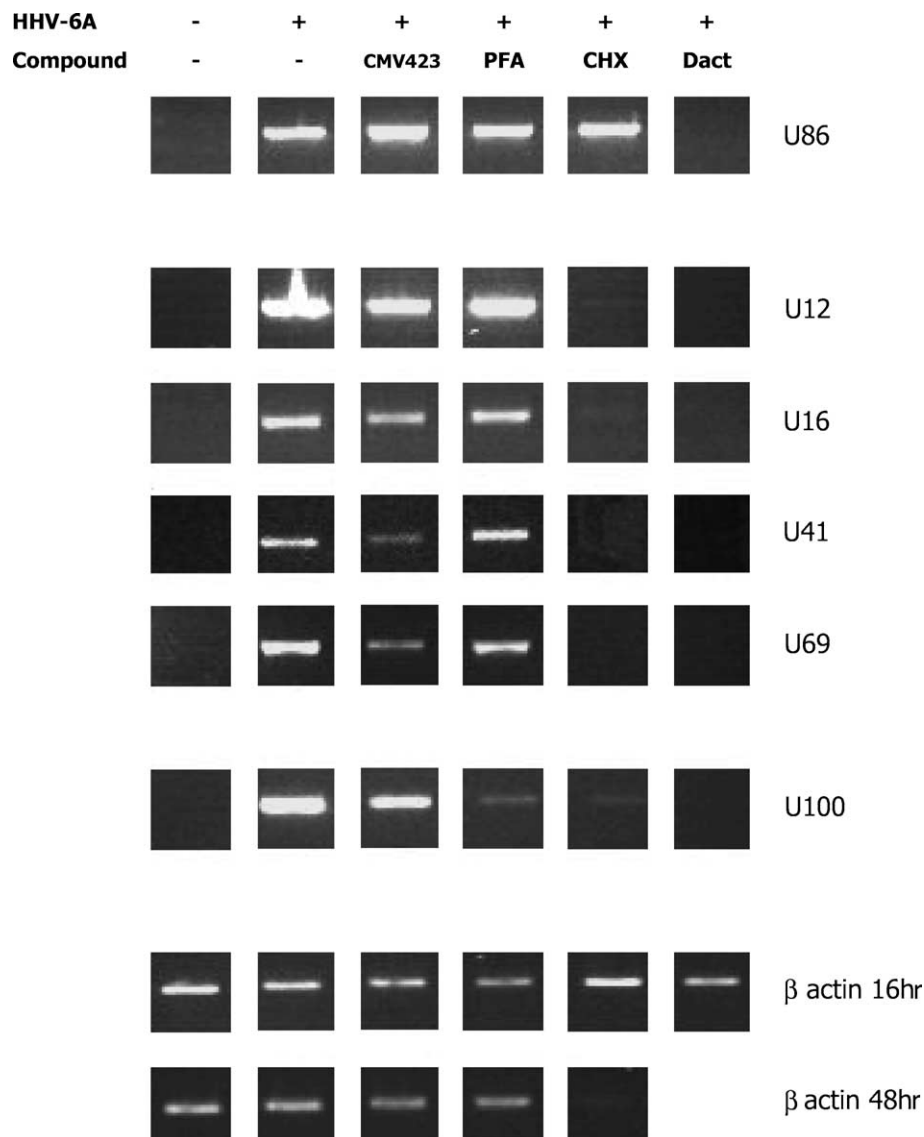 HHV-6A - + + + + +
Compound - - CMV423 PFA CHX Dact
U86
U12
U16
U41
U69
U100
β actin 16hr
β actin 48hr